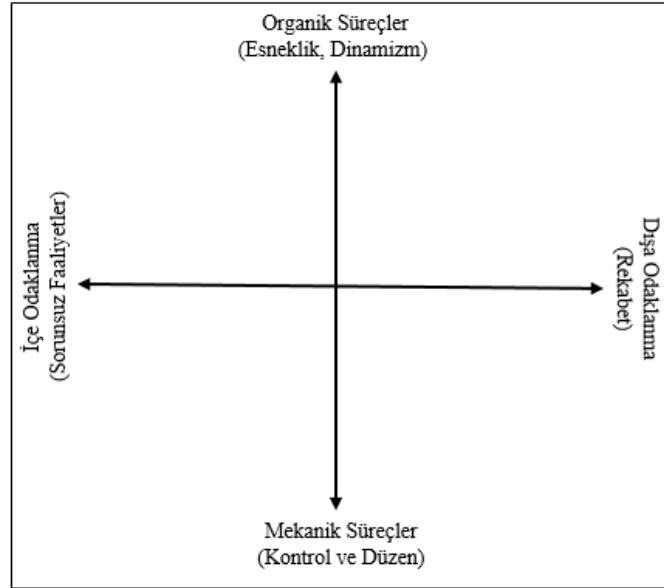 Organik Süreçler
(Esneklik, Dinamizm)
İçe Odaklanma
(Sorunsuz Faaliyetler)
Dışa Odaklanma
(Rekabet)
Mekanik Süreçler
(Kontrol ve Düzen)